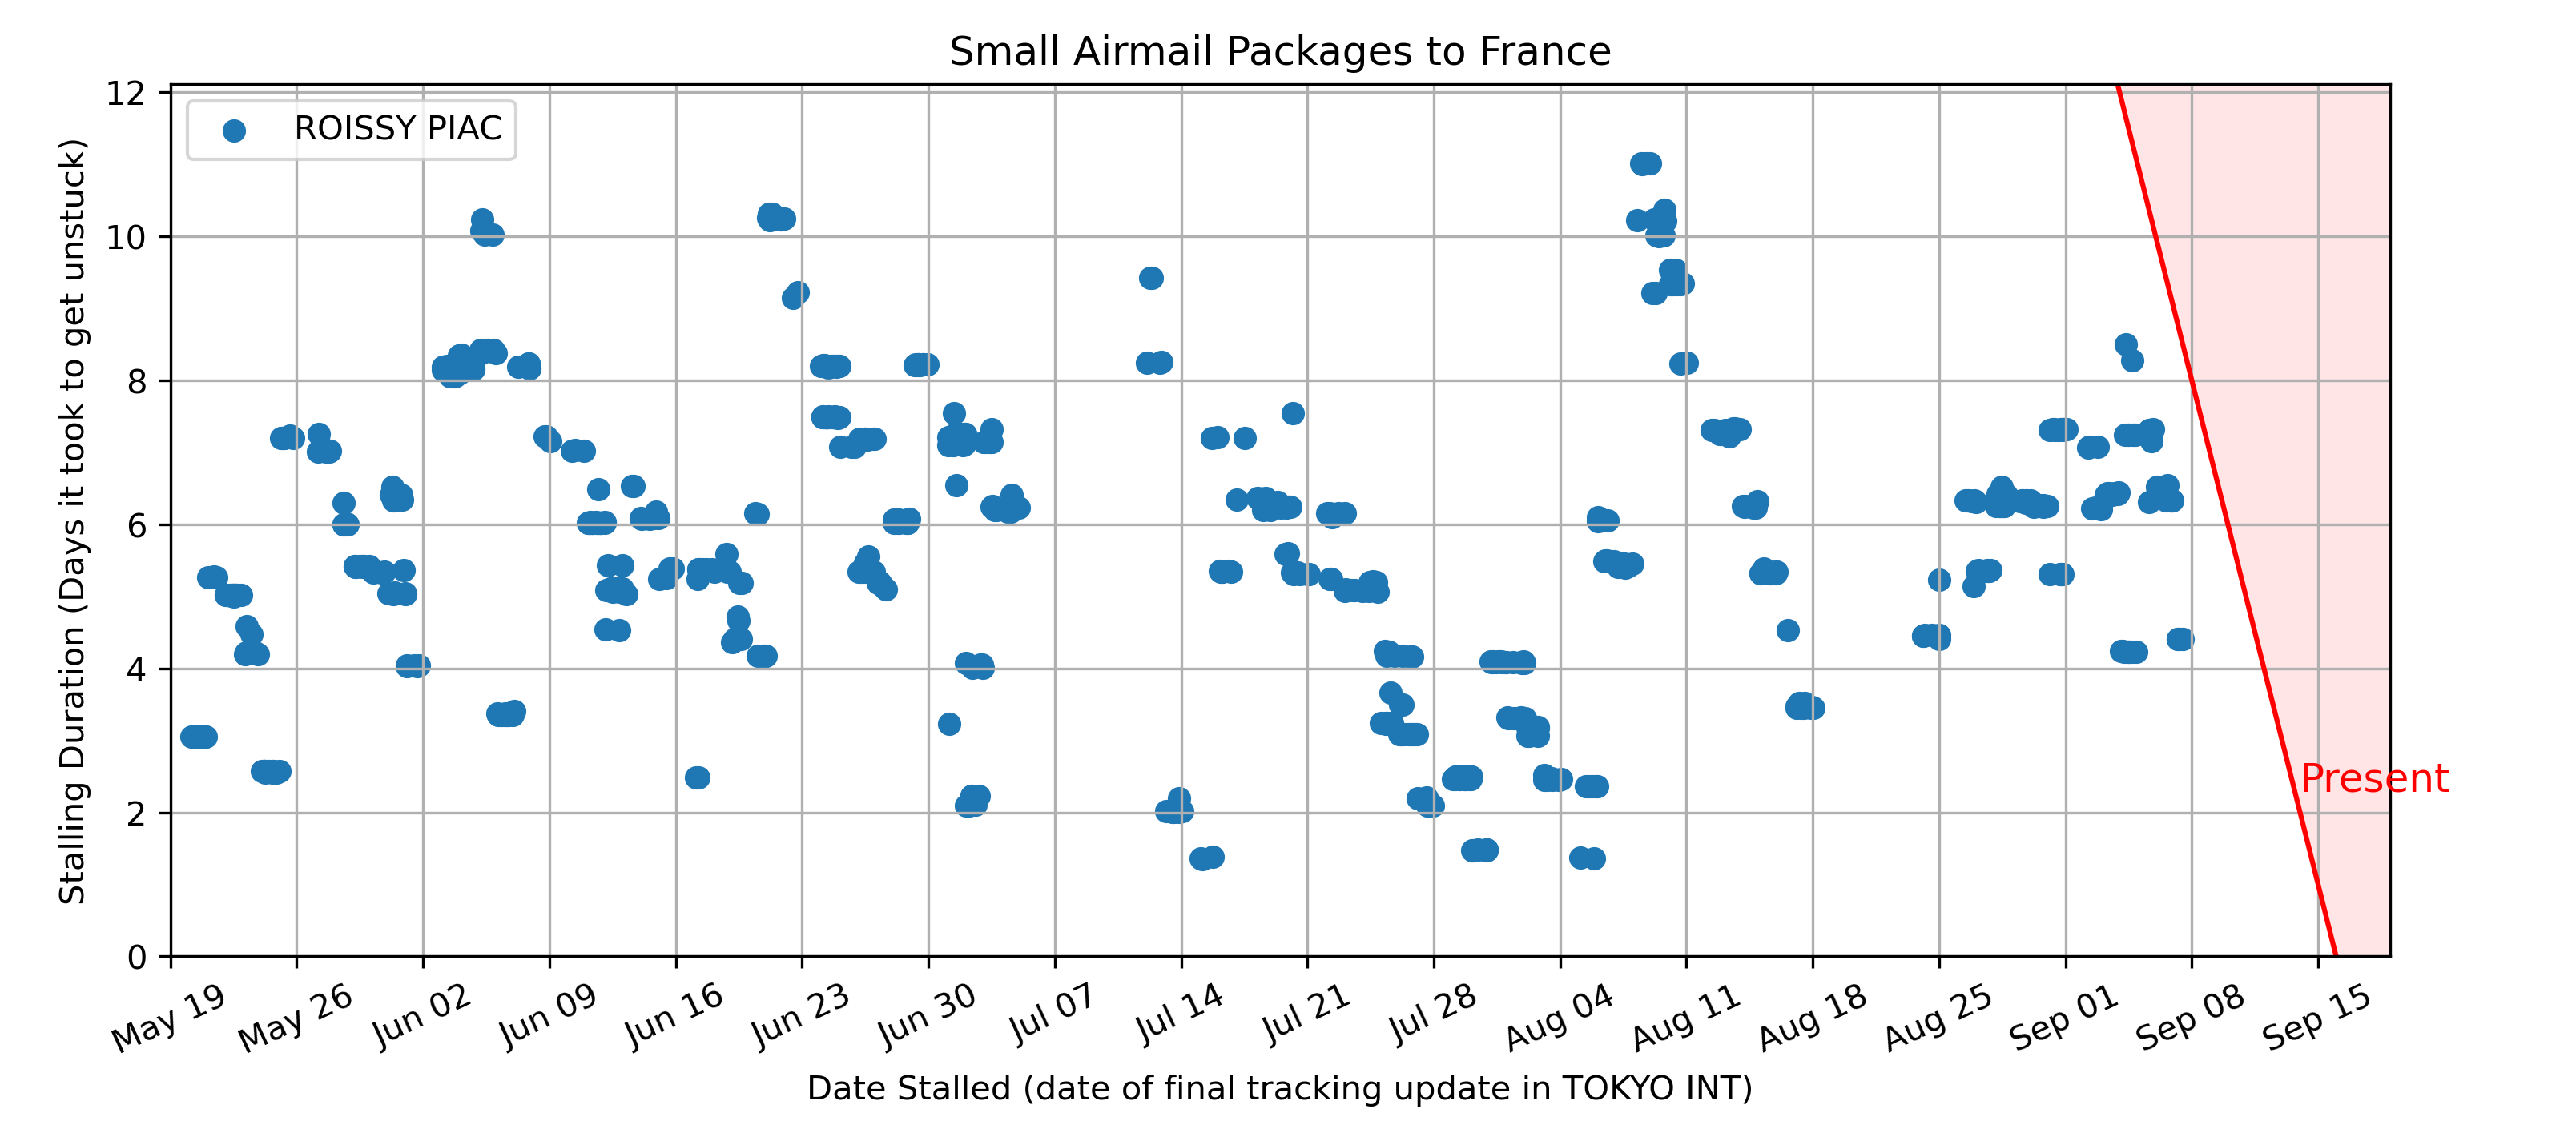 Small Airmail Packages to France
ROISSY PIAC
Stalling Duration (Days it took to get unstuck)
12
10
8
6
4
2
0
Present
May 19
May 26
Jun 02
Jun 09
Jun 16
Jun 23
Jun 30
Jul 07
Jul 14
Jul 21
Jul 28
Aug 04
Aug 11
Aug 18
Aug 25
Sep 01
Sep 08
Sep 15
Date Stalled (date of final tracking update in TOKYO INT)